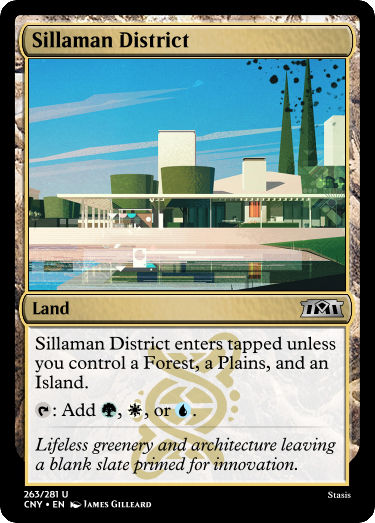 Sillaman District
Land
Sillaman District enters tapped unless
you control a Forest, a Plains, and an
Island.
: Add , , or .
Lifeless greenery and architecture leaving
a blank slate primed for innovation.
263/281 U
Stasis
CNY • EN James Gilleard